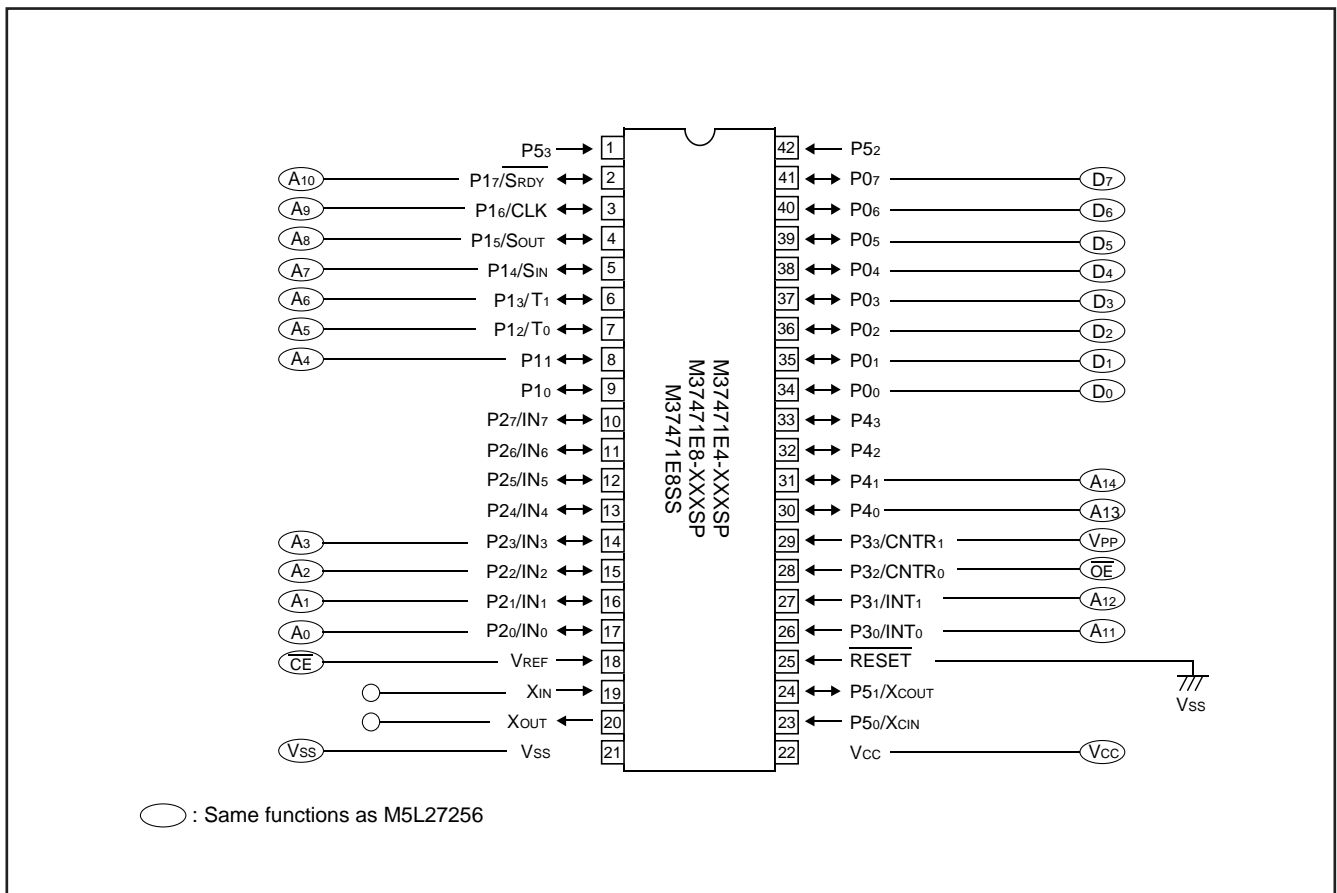 P53 1 42 P52
A10 P17/SRDY 2 41 P07 D7
A9 P16/CLK 3 40 P06 D6
A8 P15/SOUT 4 39 P05 D5
A7 P14/SIN 5 38 P04 D4
A6 P13/T1 6 37 P03 D3
A5 P12/T0 7 36 P02 D2
A4 P11 8 35 P01 D1
P10 9 34 P00 D0
P27/IN7 10 33 P43
P26/IN6 11 32 P42
P25/IN5 12 31 P41 A14
P24/IN4 13 30 P40 A13
A3 P23/IN3 14 29 P33/CNTR1 VPP
A2 P22/IN2 15 28 P32/CNTR0 OE
A1 P21/IN1 16 27 P31/INT1 A12
A0 P20/IN0 17 26 P30/INT0 A11
CE VREF 18 25 RESET
XIN 19 24 P51/XCOUT VSS
XOUT 20 23 P50/XCIN
VSS VSS 21 22 VCC VCC
M37471E4-XXXSP
M37471E8-XXXSP
M37471E8SS
: Same functions as M5L27256